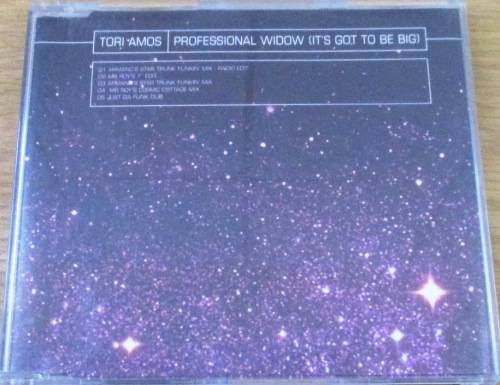 TORI AMOS PROFESSIONAL WIDOW (IT'S GOT TO BE BIG)
01 ARMAND'S STAR TRUNK FUNKIN' MIX - RADIO EDIT
02 MR ROY'S 7" EDIT
03 ARMAND'S STAR TRUNK FUNKIN' MIX
04 MR ROY'S COSMIC COTTAGE MIX
05 JUST DA FUNK DUB